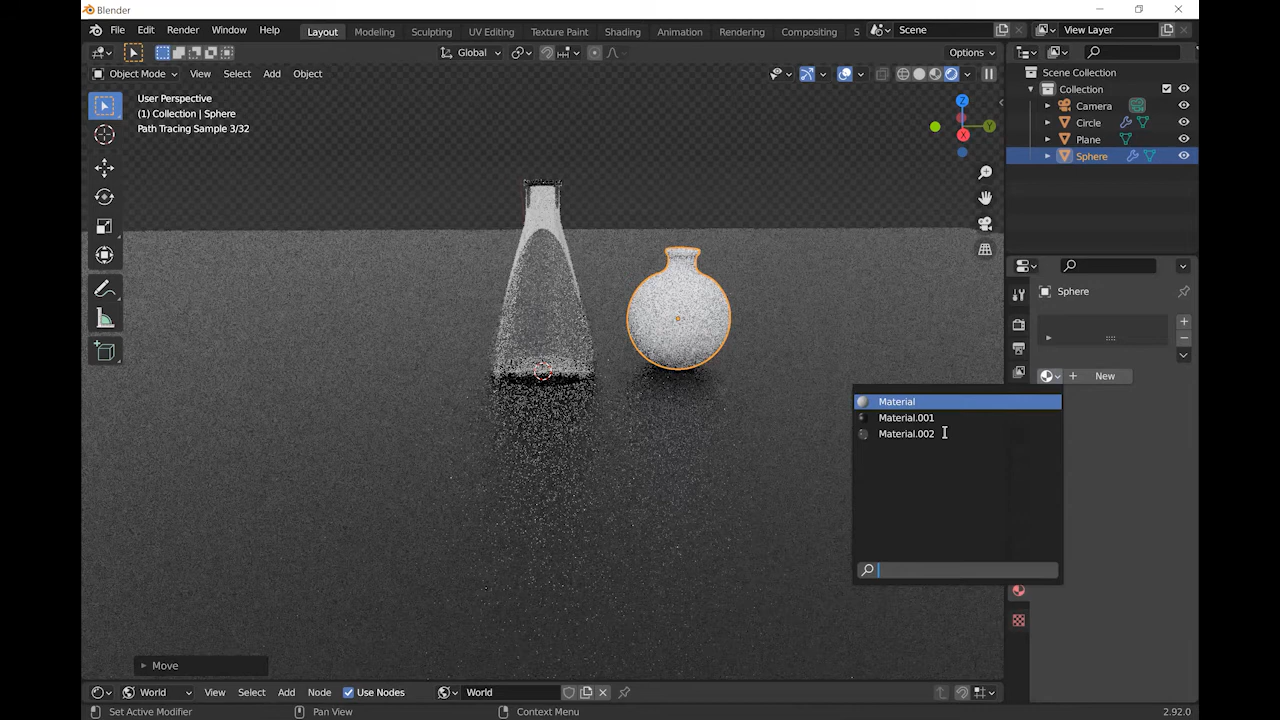 Blender
File Edit Render Window Help Layout Modeling Sculpting UV Editing Texture Paint Shading Animation Rendering Compositing S Scene View Layer
Global Options
Object Mode View Select Add Object
User Perspective
(1) Collection | Sphere
Path Tracing Sample 3/32
Z
Y
X
Scene Collection
Collection
Camera
Circle
Plane
Sphere
Sphere
New
Material
Material.001
Material.002
Move
World View Select Add Node Use Nodes World
Set Active Modifier Pan View Context Menu 2.92.0